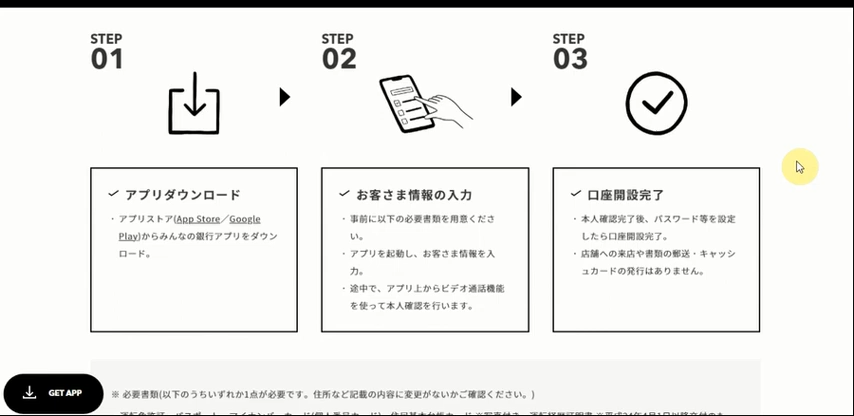 STEP
01
STEP
02
STEP
03
アプリダウンロード
・アプリストア(App Store／Google
Play)からみんなの銀行アプリをダウン
ロード。
お客さま情報の入力
・事前に以下の必要書類を用意くださ
い。
・アプリを起動し、お客さま情報を入
力。
・途中で、アプリ上からビデオ通話機能
を使って本人確認を行います。
口座開設完了
・本人確認完了後、パスワード等を設定
したら口座開設完了。
・店舗への来店や書類の郵送・キャッシ
ュカードの発行はありません。
GET APP
※ 必要書類(以下のうちいずれか1点が必要です。住所など記載の内容に変更がないかご確認ください。)